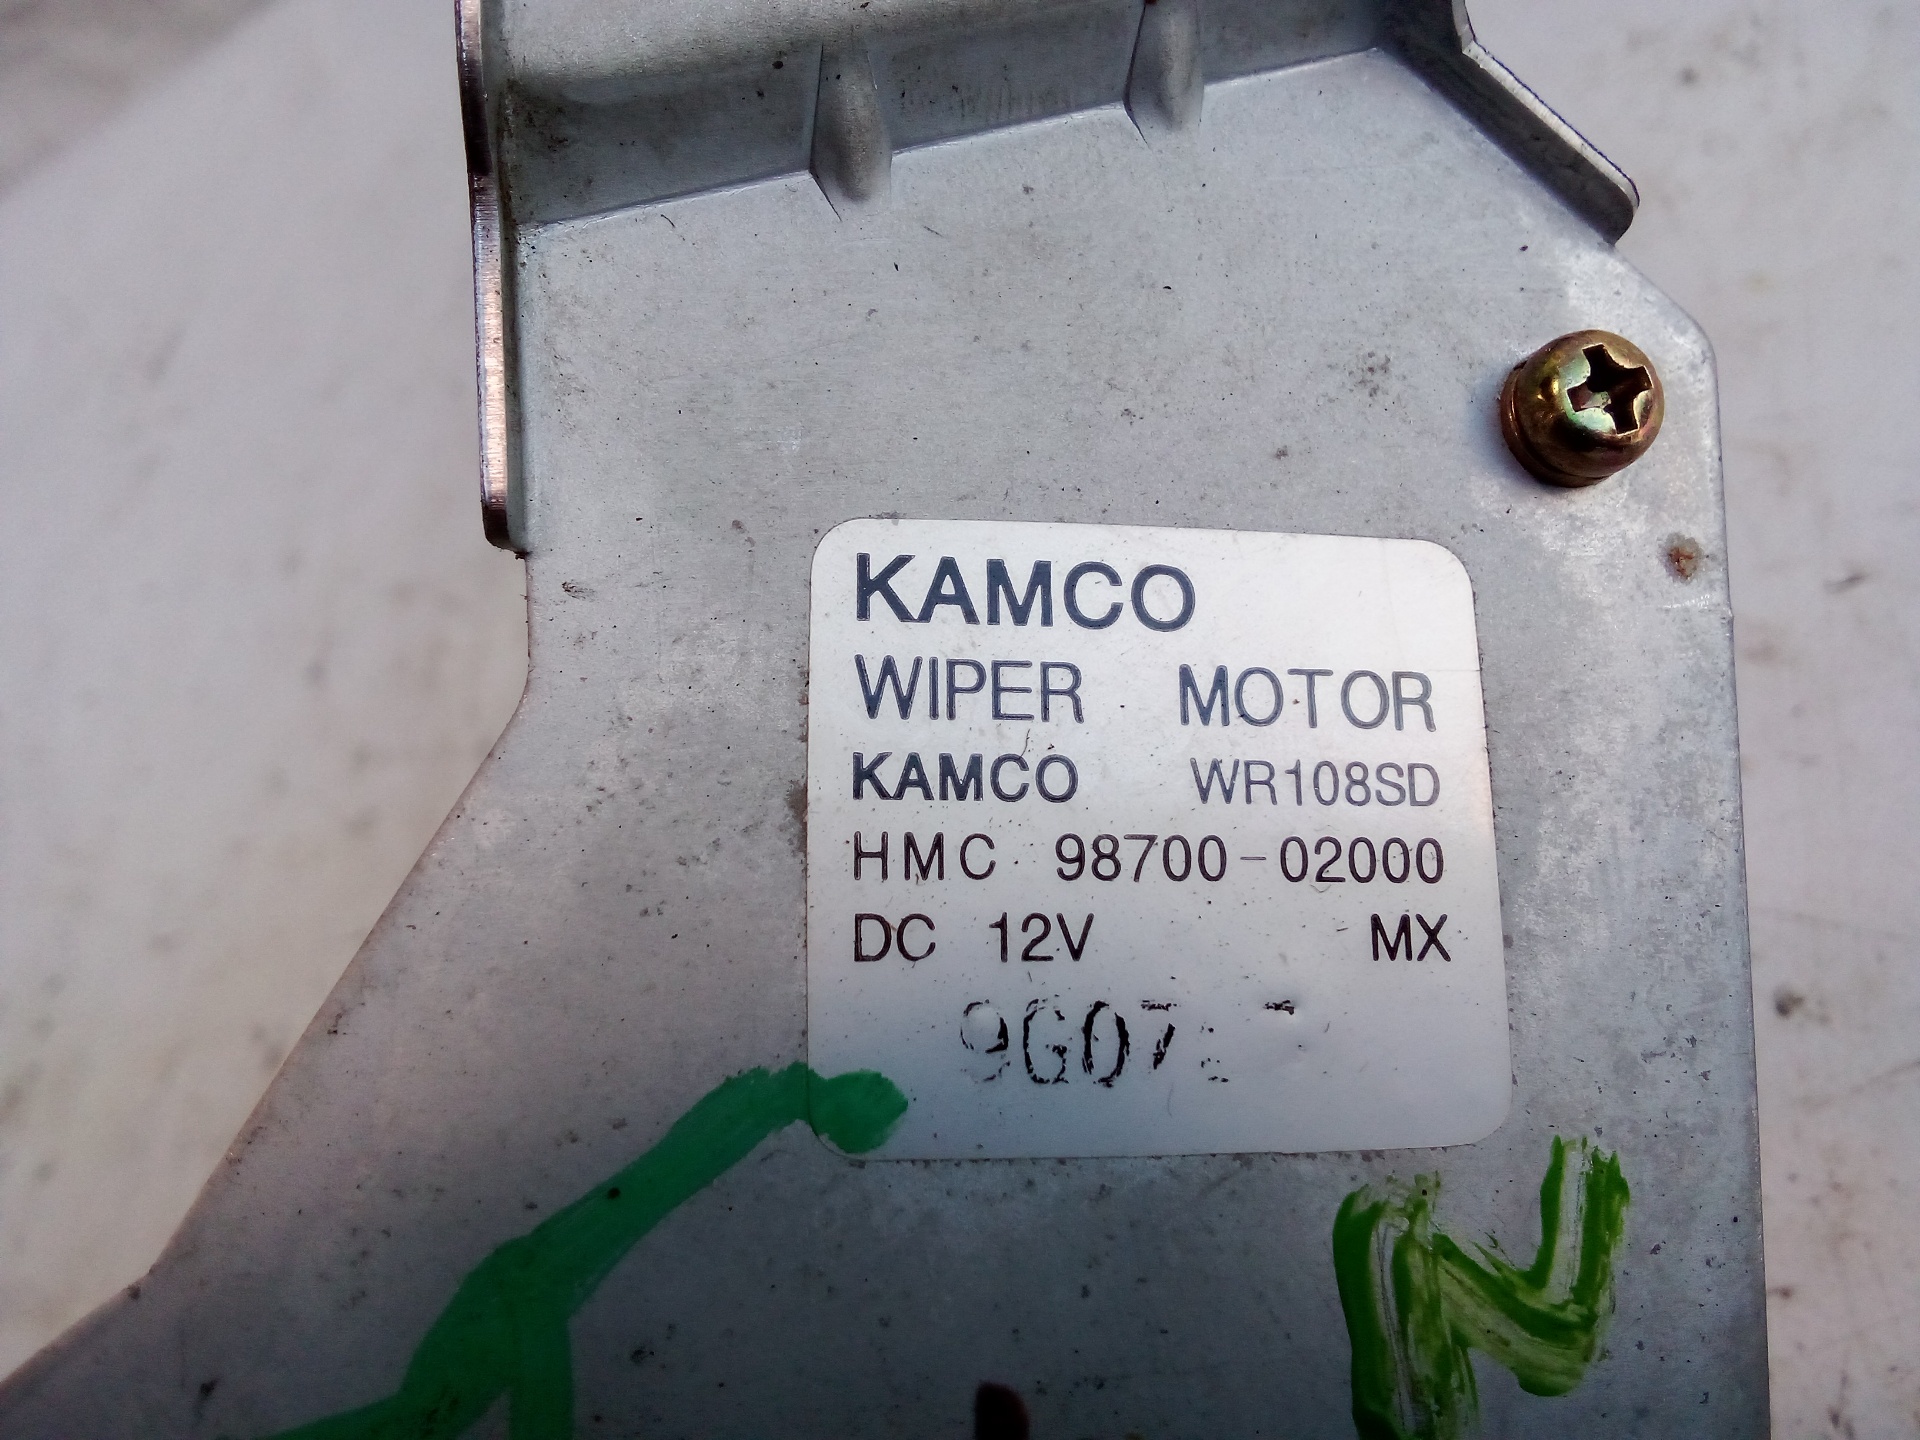 KAMCO
WIPER MOTOR
KAMCO WR108SD
HMC 98700-02000
DC 12V MX
N